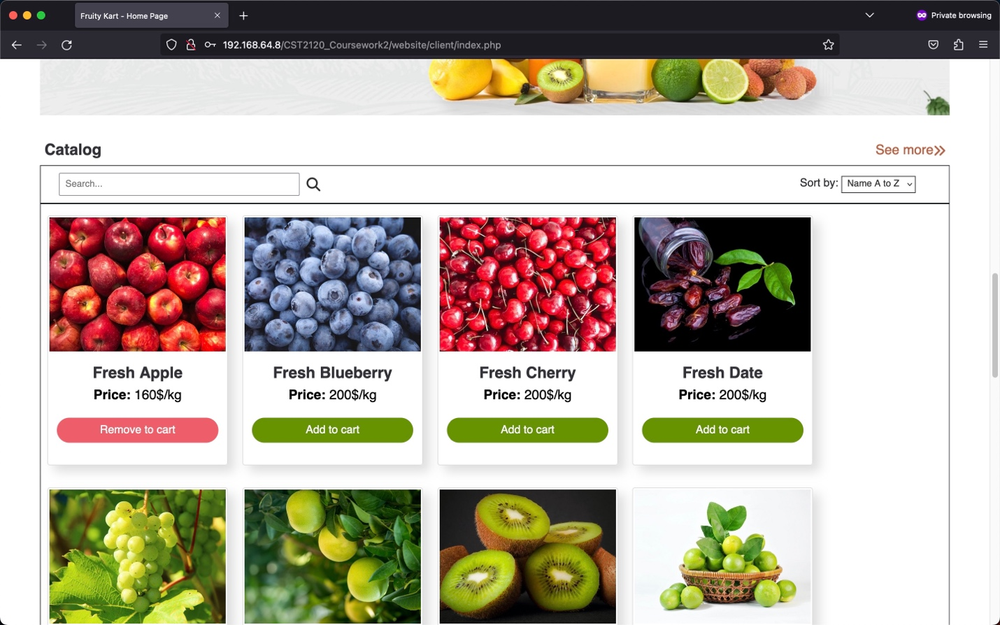 Fruity Kart - Home Page
Private browsing
192.168.64.8/CST2120_Coursework2/website/client/index.php
Catalog
See more
Search...
Sort by: Name A to Z
Fresh Apple
Price: 160$/kg
Remove to cart
Fresh Blueberry
Price: 200$/kg
Add to cart
Fresh Cherry
Price: 200$/kg
Add to cart
Fresh Date
Price: 200$/kg
Add to cart